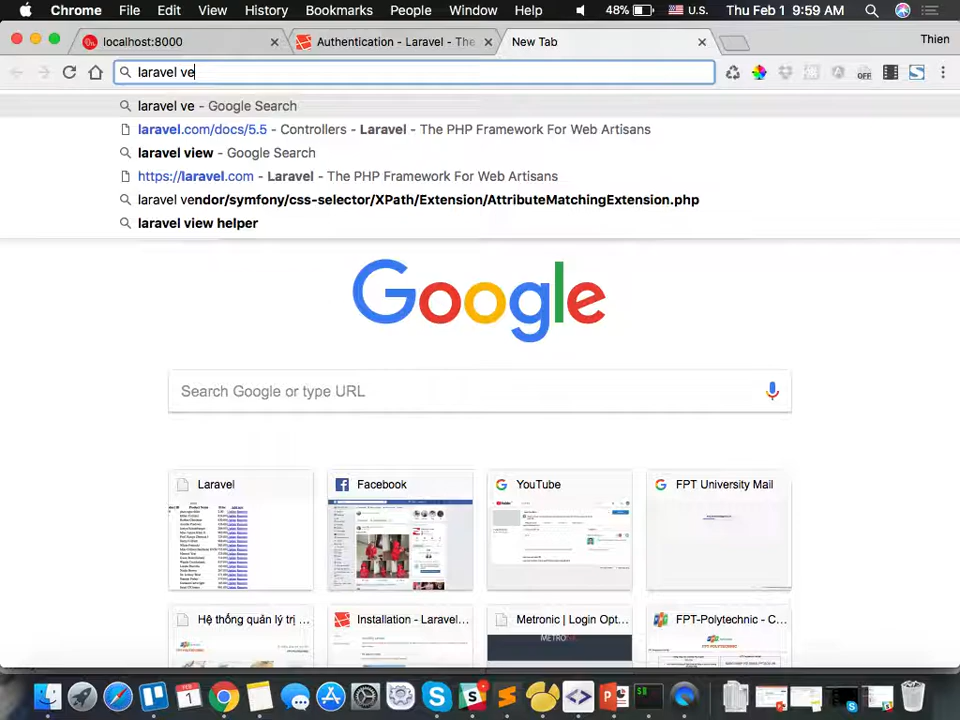 Chrome File Edit View History Bookmarks People Window Help 48% U.S. Thu Feb 1 9:59 AM
localhost:8000 Authentication - Laravel - The New Tab Thien
laravel ve OFF
laravel ve - Google Search
laravel.com/docs/5.5 - Controllers - Laravel - The PHP Framework For Web Artisans
laravel view - Google Search
https://laravel.com - Laravel - The PHP Framework For Web Artisans
laravel vendor/symfony/css-selector/XPath/Extension/AttributeMatchingExtension.php
laravel view helper
Google
Search Google or type URL
Laravel Facebook YouTube FPT University Mail
Hệ thống quản lý trị ... Installation - Laravel... Metronic | Login Opt... FPT-Polytechnic - C...